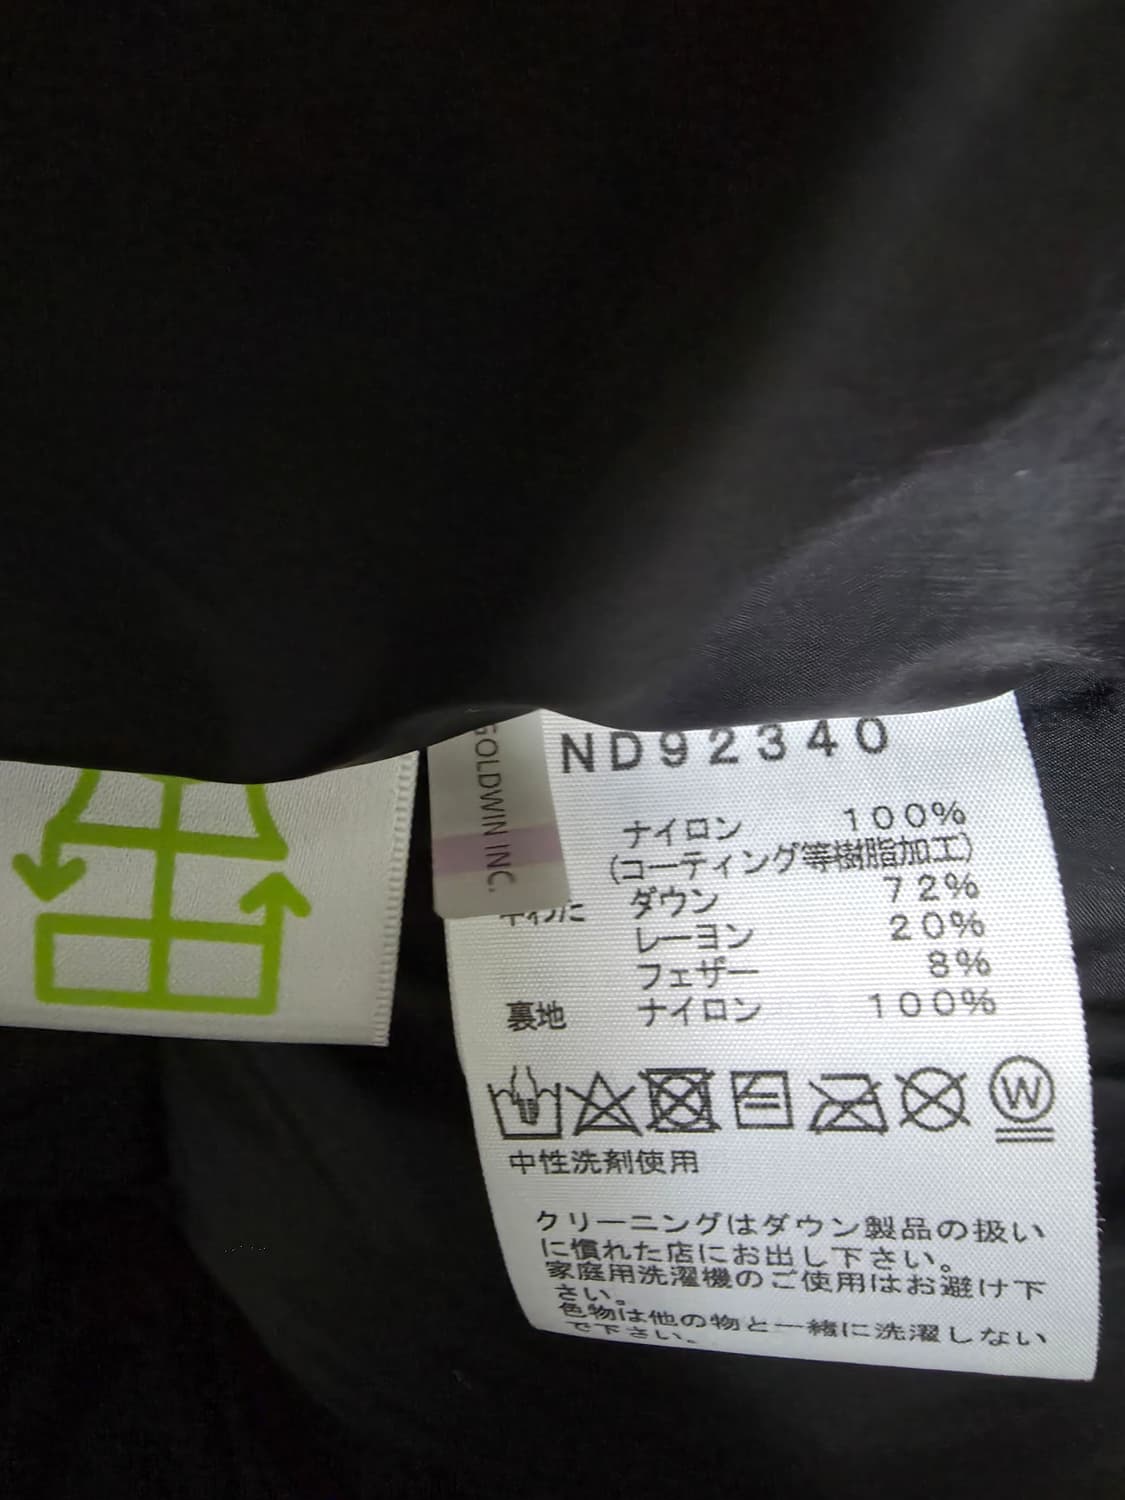 GOLDWIN INC.
ND92340
ナイロン 100%
(コーティング等樹脂加工)
中わた ダウン 72%
レーヨン 20%
フェザー 8%
裏地 ナイロン 100%
W
中性洗剤使用
クリーニングはダウン製品の扱い
に慣れた店にお出し下さい。
家庭用洗濯機のご使用はお避け下
さい。
色物は他の物と一緒に洗濯しない
で下さい。